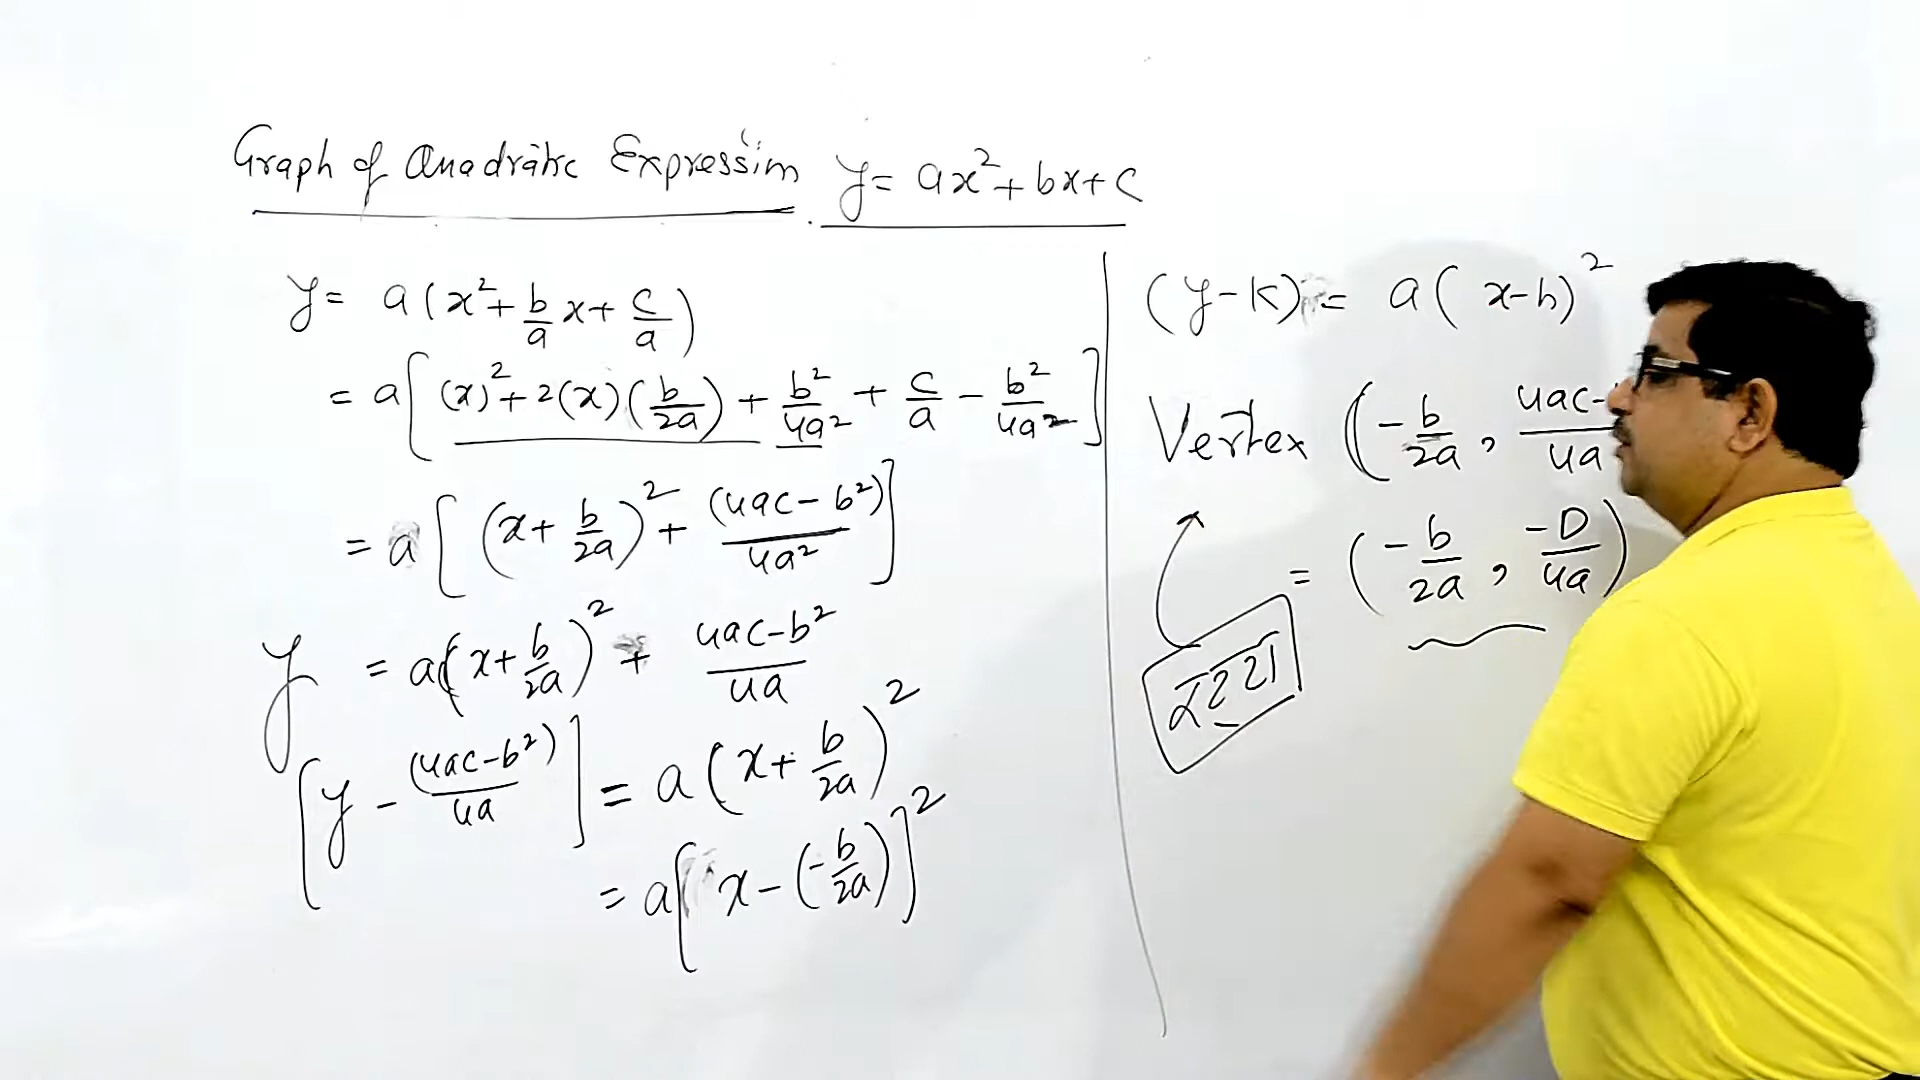 Graph of Quadratic Expression y = ax² + bx + c
y = a(x² + b/a x + c/a)
= a[(x)² + 2(x)(b/2a) + b²/4a² + c/a - b²/4a²]
= a[(x + b/2a)² + (4ac - b²)/4a²]
y = a(x + b/2a)² + 4ac - b²/4a
[y - (4ac - b²)/4a] = a(x + b/2a)²
= a[x - (-b/2a)]²
(y - k) = a(x - h)²
Vertex (-b/2a, 4ac-/4a
= (-b/2a, -D/4a)